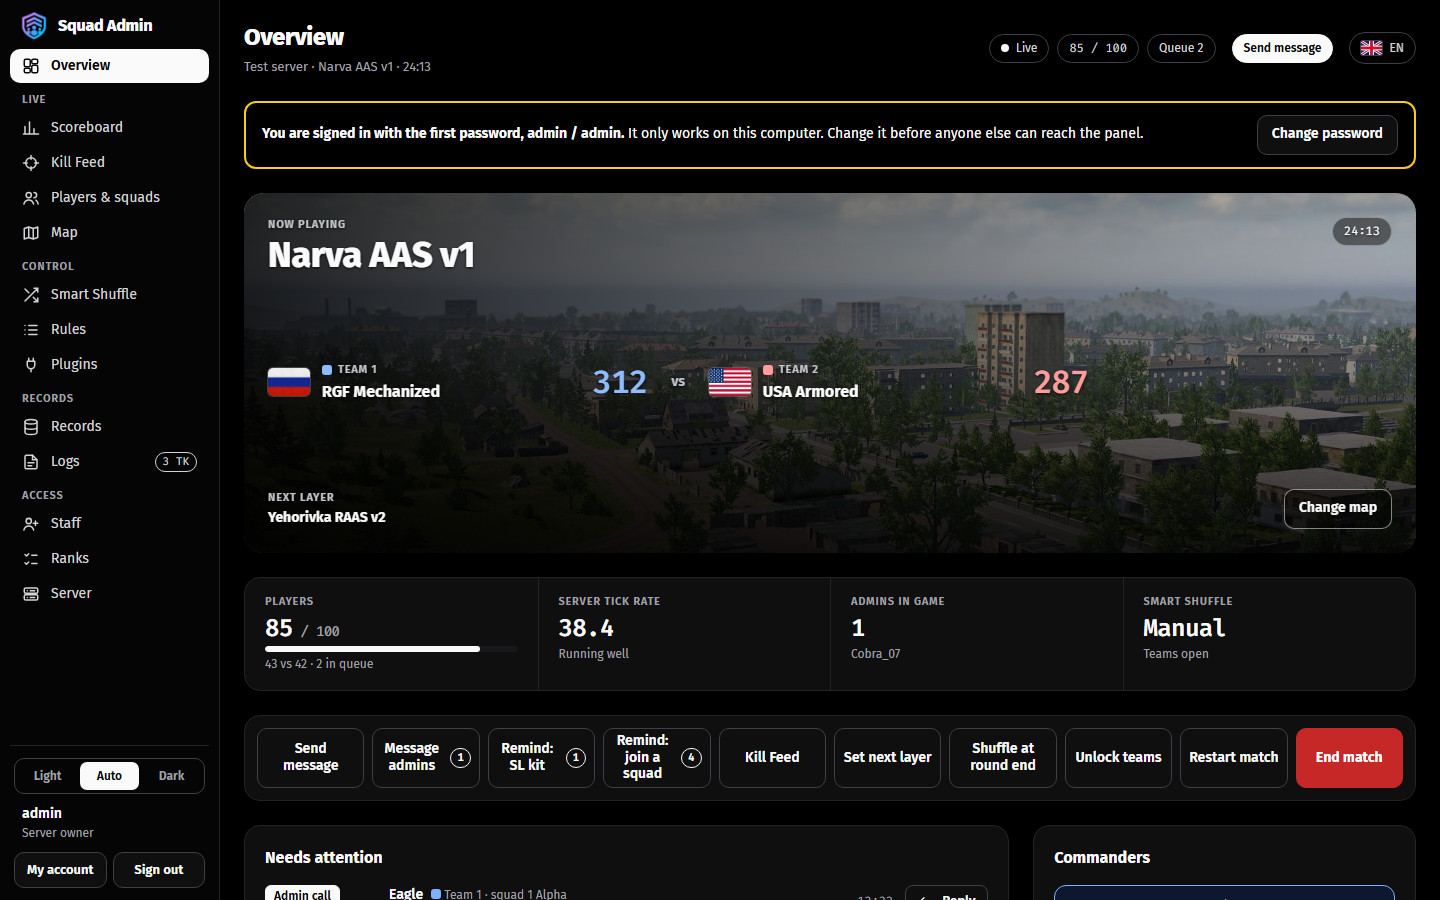 Squad Admin
Overview
LIVE
Scoreboard
Kill Feed
Players & squads
Map
CONTROL
Smart Shuffle
Rules
Plugins
RECORDS
Records
Logs
3 TK
ACCESS
Staff
Ranks
Server
Light
Auto
Dark
admin
Server owner
My account
Sign out
Overview
Test server · Narva AAS v1 · 24:13
Live
85 / 100
Queue 2
Send message
EN
You are signed in with the first password, admin / admin. It only works on this computer. Change it before anyone else can reach the panel.
Change password
NOW PLAYING
Narva AAS v1
24:13
TEAM 1
RGF Mechanized
312
VS
TEAM 2
USA Armored
287
NEXT LAYER
Yehorivka RAAS v2
Change map
PLAYERS
85 / 100
43 vs 42 · 2 in queue
SERVER TICK RATE
38.4
Running well
ADMINS IN GAME
1
Cobra_07
SMART SHUFFLE
Manual
Teams open
Send
message
Message
admins
1
Remind:
SL kit
1
Remind:
join a
squad
4
Kill Feed
Set next layer
Shuffle at
round end
Unlock teams
Restart match
End match
Needs attention
Admin call
Eagle
Team 1 · squad 1 Alpha
Reply
Commanders